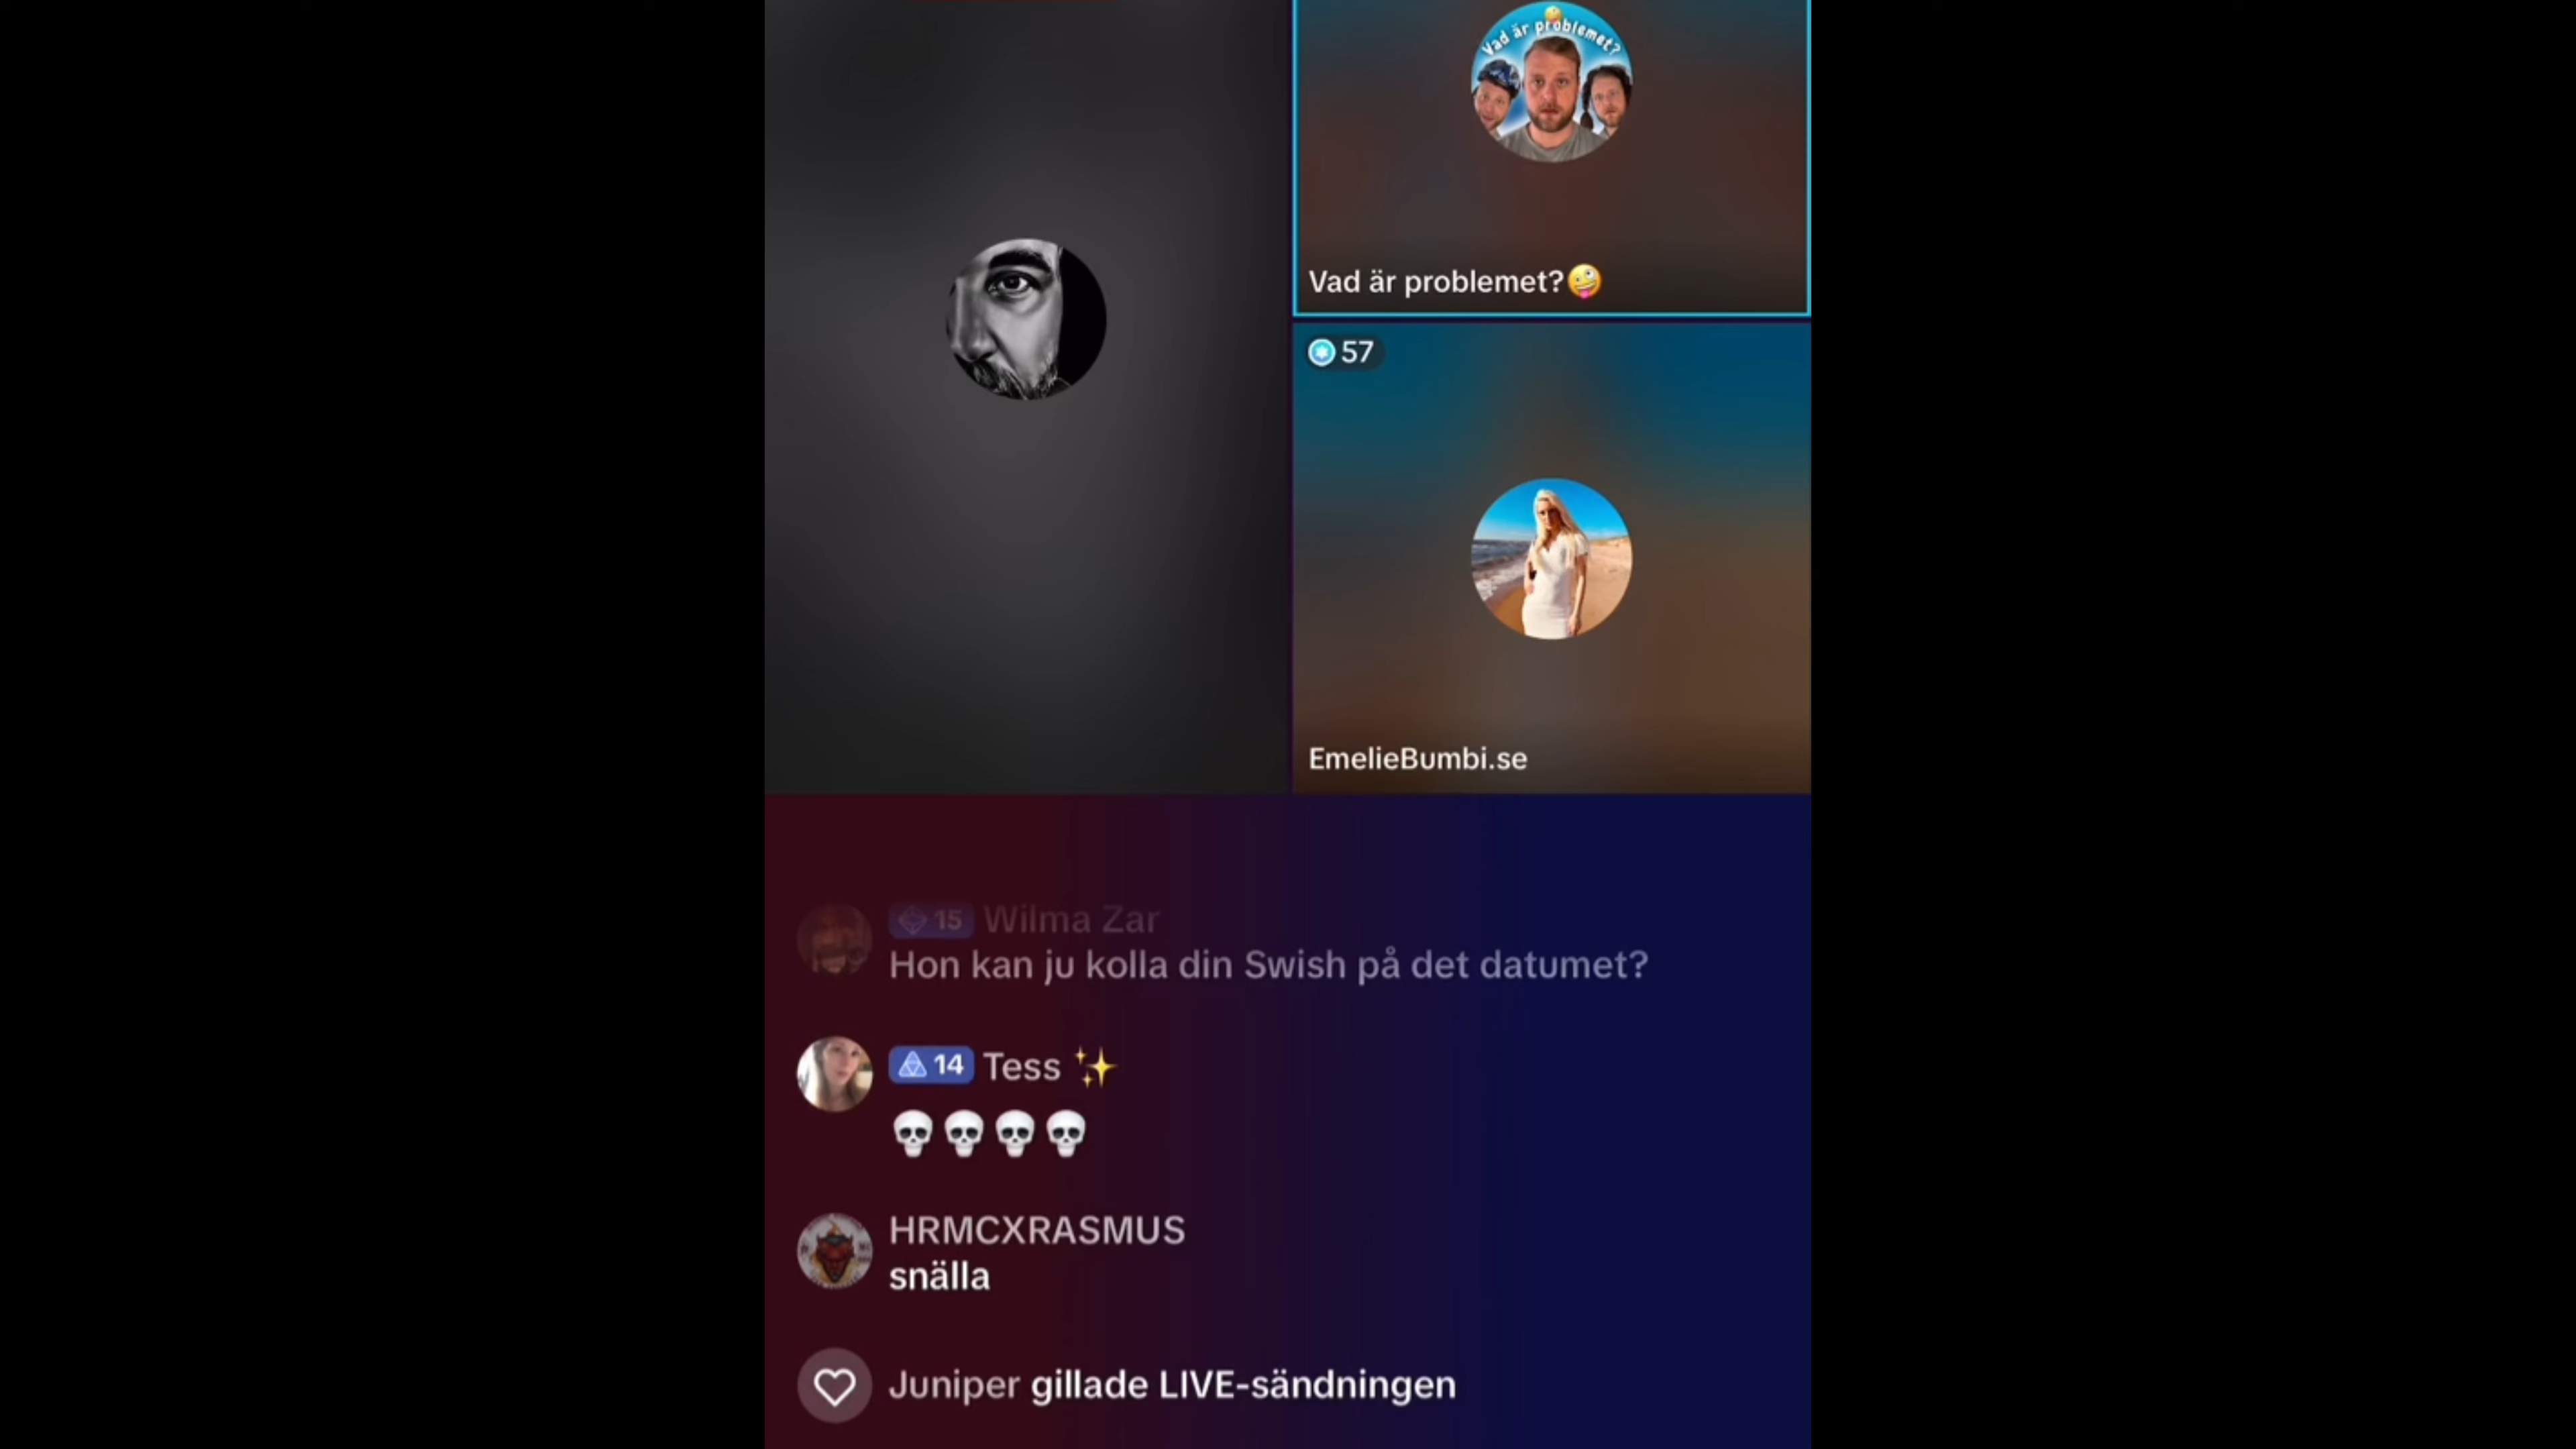 Vad är problemet?
Vad är problemet?🤪
57
EmelieBumbi.se
15 Wilma Zar
Hon kan ju kolla din Swish på det datumet?
14 Tess ✨
💀💀💀💀
HRMCXRASMUS
snälla
Juniper gillade LIVE-sändningen